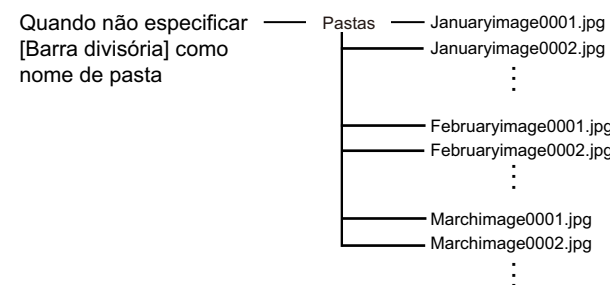 Quando não especificar
[Barra divisória] como
nome de pasta
Pastas
Januaryimage0001.jpg
Januaryimage0002.jpg
Februaryimage0001.jpg
Februaryimage0002.jpg
Marchimage0001.jpg
Marchimage0002.jpg